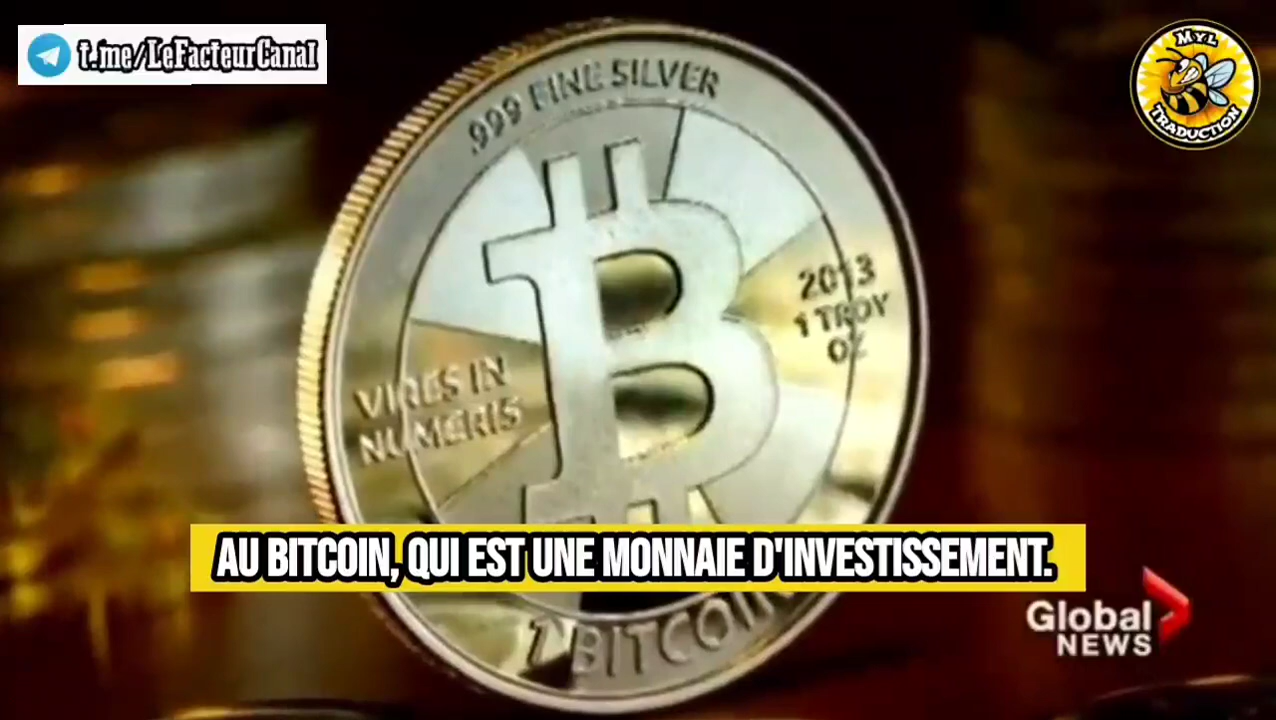 t.me/LeFacteurCanal
MyL
TRADUCTION
.999 FINE SILVER
2013
1 TROY
OZ
VIRES IN
NUMERIS
AU BITCOIN, QUI EST UNE MONNAIE D'INVESTISSEMENT.
1 BITCOIN
Global
NEWS